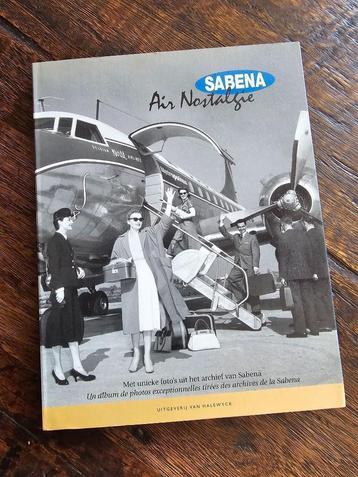 SABENA
Air Nostalgie
Met unieke foto's uit het archief van Sabena
Un album de photos exceptionnelles tirées des archives de la Sabena
UITGEVERIJ VAN HALEWYCK